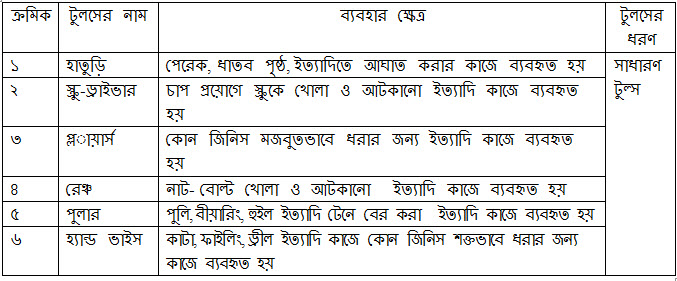 ক্রমিক টুলসের নাম ব্যবহার ক্ষেত্র টুলসের ধরণ
১ হাতুড়ি পেরেক, ধাতব পৃষ্ঠ, ইত্যাদিতে আঘাত করার কাজে ব্যবহৃত হয় সাধারণ টুল্স
২ স্ক্রু-ড্রাইভার চাপ প্রয়োগে স্ক্রুকে খোলা ও আটকানো ইত্যাদি কাজে ব্যবহৃত হয়
৩ প্ল্ায়ার্স কোন জিনিস মজবুতভাবে ধরার জন্য ইত্যাদি কাজে ব্যবহৃত হয়
৪ রেঞ্চ নাট- বোল্ট খোলা ও আটকানো ইত্যাদি কাজে ব্যবহৃত হয়
৫ পুলার পুলি, বীয়ারিং, হুইল ইত্যাদি টেনে বের করা ইত্যাদি কাজে ব্যবহৃত হয়
৬ হ্যান্ড ভাইস কাটা, ফাইলিং, ড্রীল ইত্যাদি কাজে কোন জিনিস শক্তভাবে ধরার জন্য কাজে ব্যবহৃত হয়